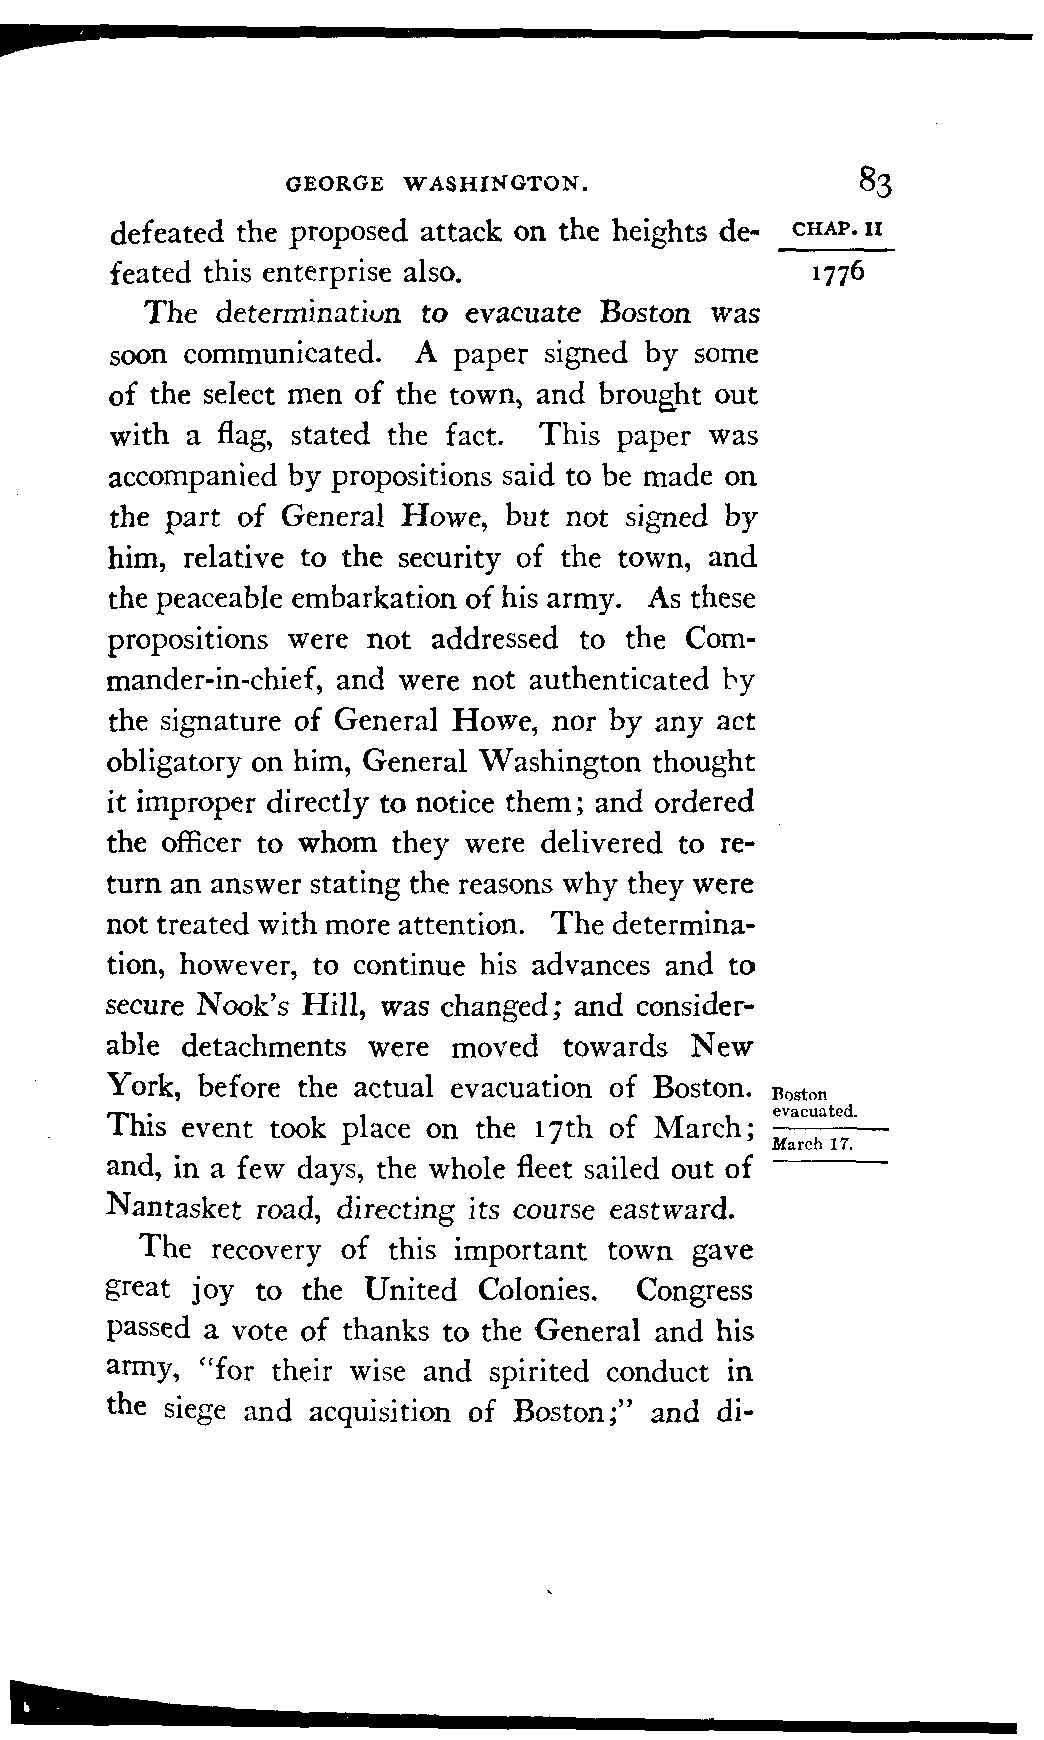 GEORGE WASHINGTON. 83
defeated the proposed attack on the heights de- CHAP. II
feated this enterprise also. 1776
The determination to evacuate Boston was
soon communicated. A paper signed by some
of the select men of the town, and brought out
with a flag, stated the fact. This paper was
accompanied by propositions said to be made on
the part of General Howe, but not signed by
him, relative to the security of the town, and
the peaceable embarkation of his army. As these
propositions were not addressed to the Com-
mander-in-chief, and were not authenticated by
the signature of General Howe, nor by any act
obligatory on him, General Washington thought
it improper directly to notice them; and ordered
the officer to whom they were delivered to re-
turn an answer stating the reasons why they were
not treated with more attention. The determina-
tion, however, to continue his advances and to
secure Nook's Hill, was changed; and consider-
able detachments were moved towards New
York, before the actual evacuation of Boston. Boston
evacuated.
This event took place on the 17th of March;
March 17.
and, in a few days, the whole fleet sailed out of
Nantasket road, directing its course eastward.
The recovery of this important town gave
great joy to the United Colonies. Congress
passed a vote of thanks to the General and his
army, "for their wise and spirited conduct in
the siege and acquisition of Boston;" and di-